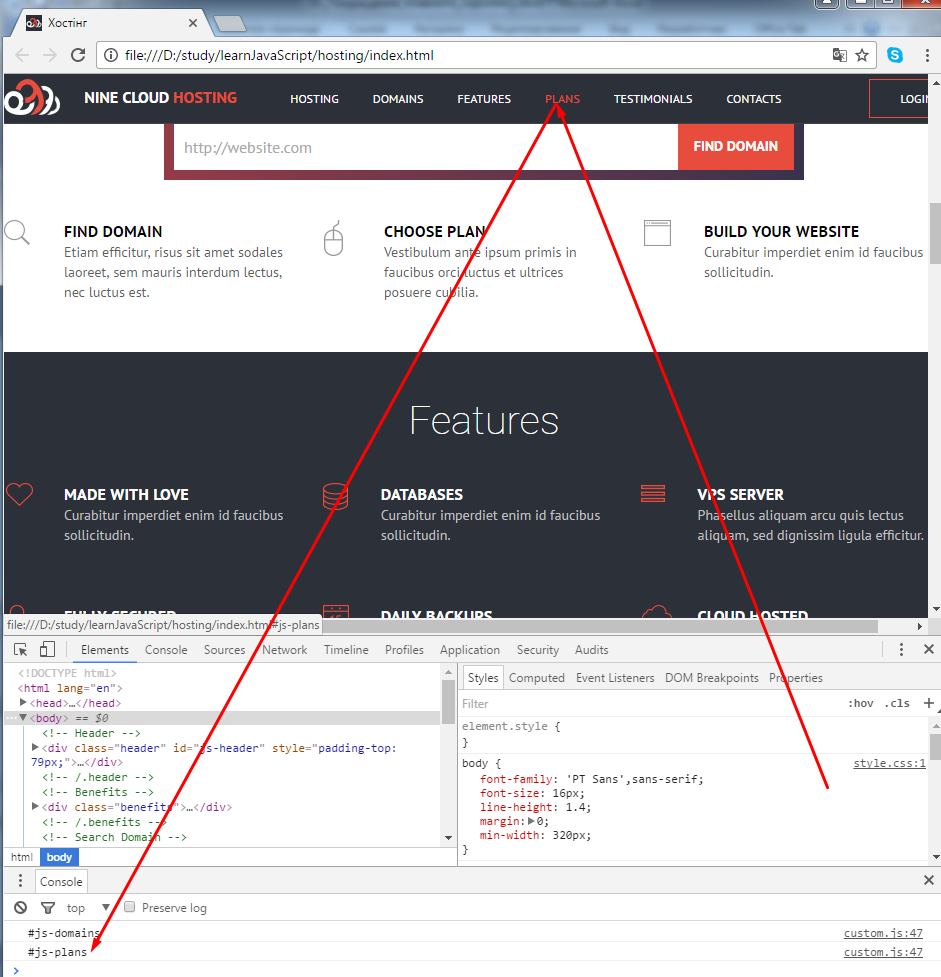 Хостінг
file:///D:/study/learnJavaScript/hosting/index.html
NINE CLOUD HOSTING HOSTING DOMAINS FEATURES PLANS TESTIMONIALS CONTACTS LOGIN
http://website.com FIND DOMAIN
FIND DOMAIN
Etiam efficitur, risus sit amet sodales
laoreet, sem mauris interdum lectus,
nec luctus est.
CHOOSE PLAN
Vestibulum ante ipsum primis in
faucibus orci luctus et ultrices
posuere cubilia.
BUILD YOUR WEBSITE
Curabitur imperdiet enim id faucibus
sollicitudin.
Features
MADE WITH LOVE
Curabitur imperdiet enim id faucibus
sollicitudin.
DATABASES
Curabitur imperdiet enim id faucibus
sollicitudin.
VPS SERVER
Phasellus aliquam arcu quis lectus
aliquam, sed dignissim ligula efficitur.
FULLY SECURED
DAILY BACKUPS
CLOUD HOSTED
file:///D:/study/learnJavaScript/hosting/index.html#js-plans
Elements Console Sources Network Timeline Profiles Application Security Audits
<!DOCTYPE html>
<html lang="en">
<head>…</head>
<body> == $0
<!-- Header -->
<div class="header" id="js-header" style="padding-top:
79px;">…</div>
<!-- /.header -->
<!-- Benefits -->
<div class="benefits">…</div>
<!-- /.benefits -->
<!-- Search Domain -->
html body
Styles Computed Event Listeners DOM Breakpoints Properties
Filter :hov .cls +
element.style {
}
body { style.css:1
font-family: 'PT Sans',sans-serif;
font-size: 16px;
line-height: 1.4;
margin: 0;
min-width: 320px;
}
Console
top Preserve log
#js-domains custom.js:47
#js-plans custom.js:47
>